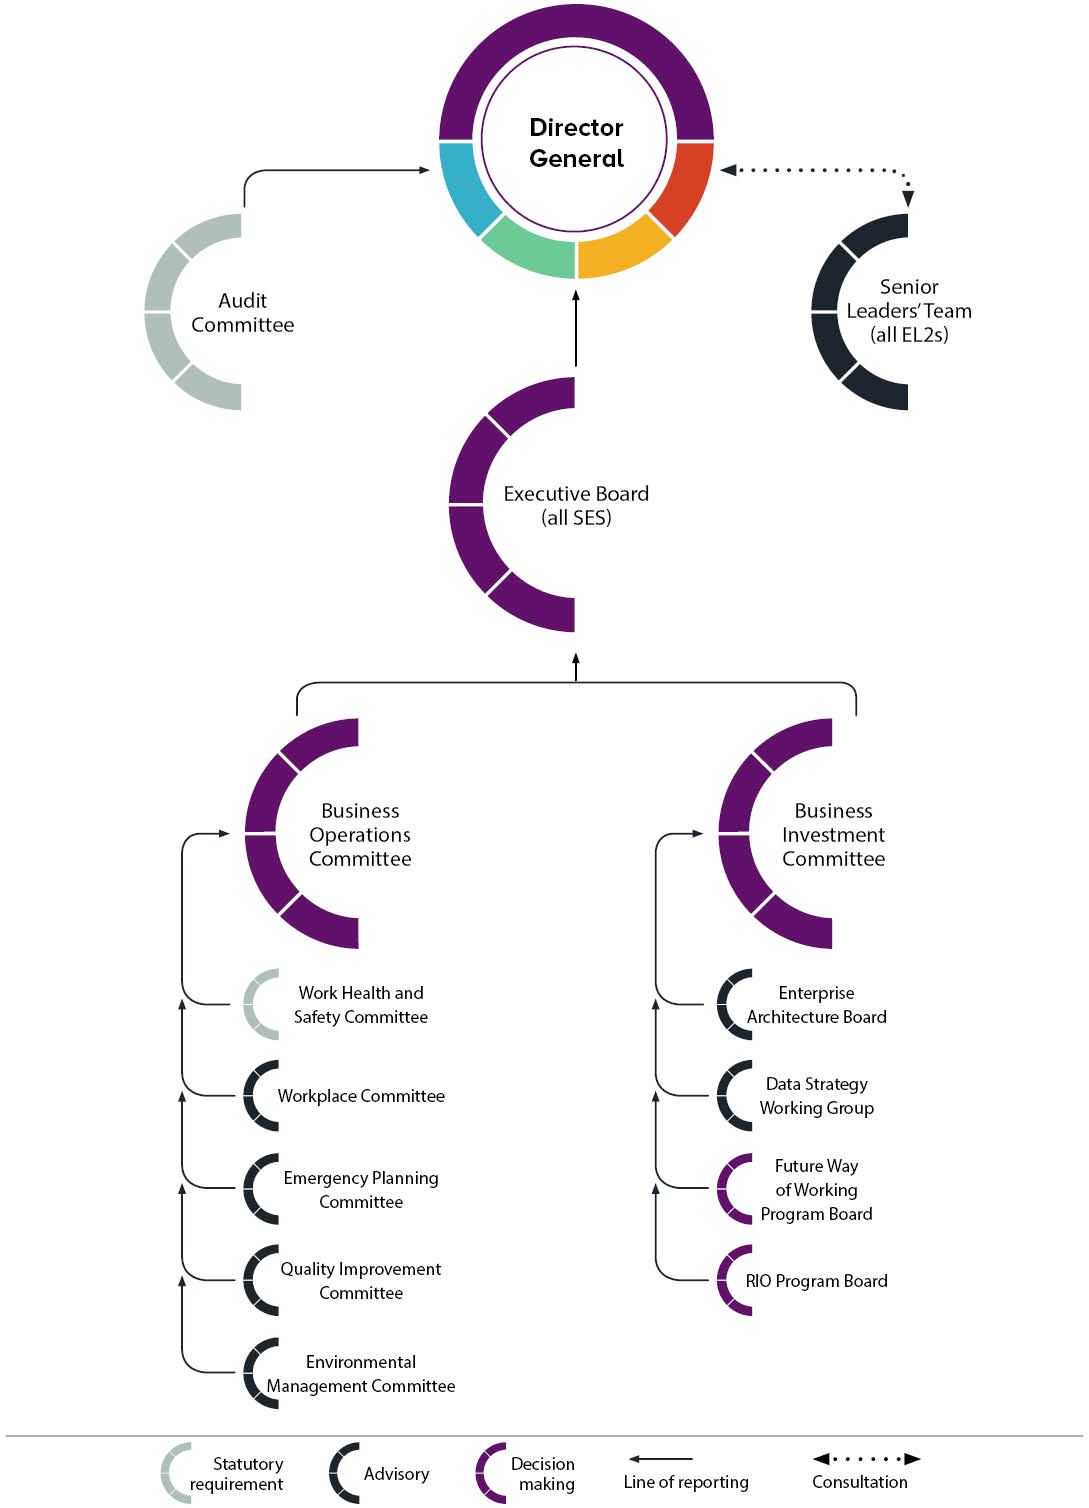 Director
General
Audit
Committee
Senior
Leaders’ Team
(all EL2s)
Executive Board
(all SES)
Business
Operations
Committee
Business
Investment
Committee
Work Health and
Safety Committee
Workplace Committee
Emergency Planning
Committee
Quality Improvement
Committee
Environmental
Management Committee
Enterprise
Architecture Board
Data Strategy
Working Group
Future Way
of Working
Program Board
RIO Program Board
Statutory
requirement
Advisory
Decision
making
Line of reporting
Consultation